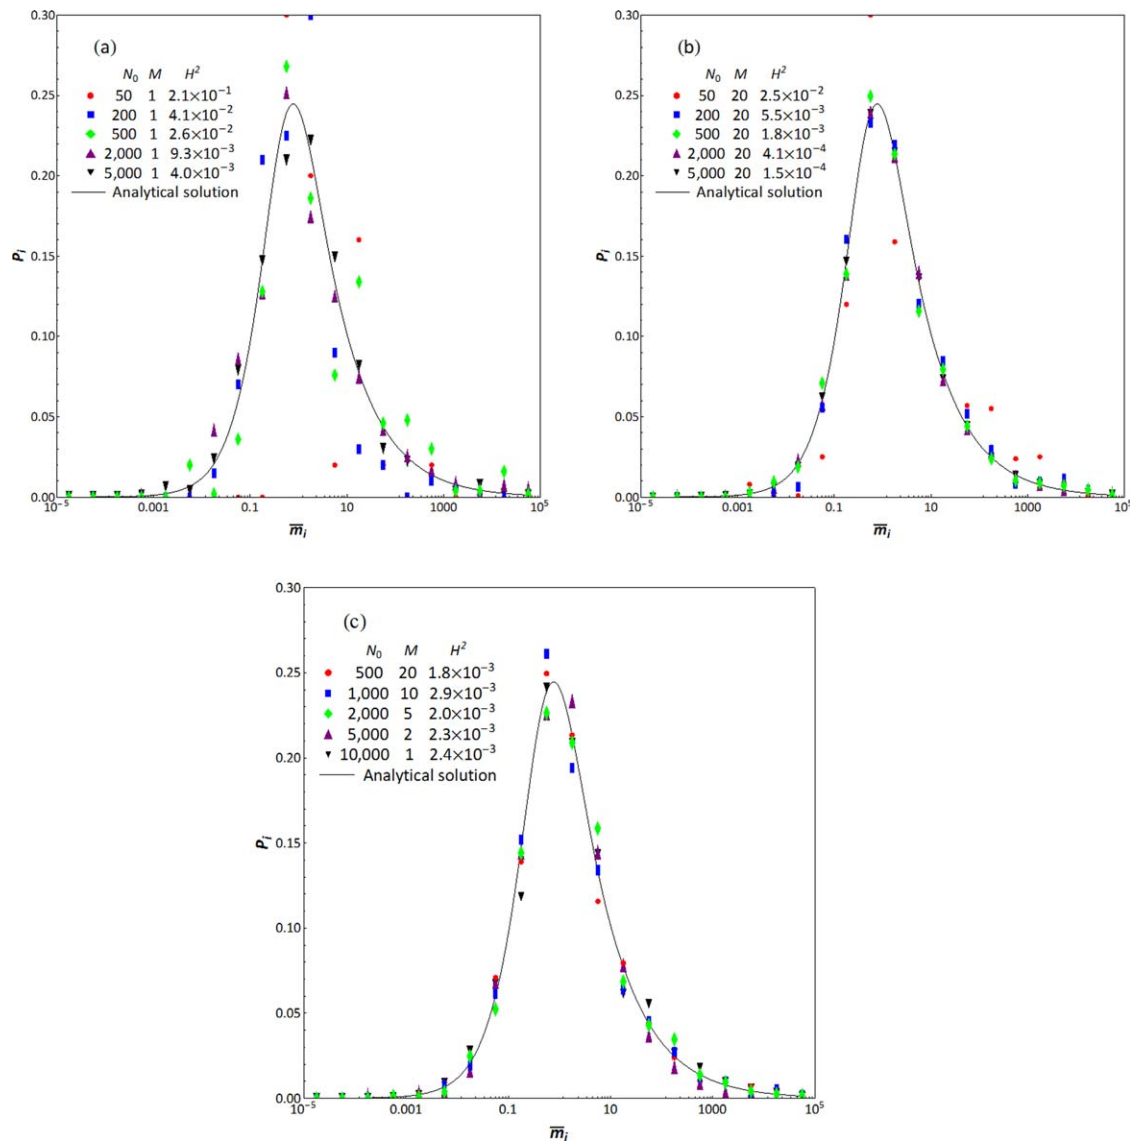 (a)
N₀ M H²
50 1 2.1×10⁻¹
200 1 4.1×10⁻²
500 1 2.6×10⁻²
2,000 1 9.3×10⁻³
5,000 1 4.0×10⁻³
Analytical solution
0.30
0.25
0.20
0.15
0.10
0.05
0.00
Pᵢ
10⁻⁵ 0.001 0.1 10 1000 10⁵
m̅ᵢ
(b)
N₀ M H²
50 20 2.5×10⁻²
200 20 5.5×10⁻³
500 20 1.8×10⁻³
2,000 20 4.1×10⁻⁴
5,000 20 1.5×10⁻⁴
Analytical solution
0.30
0.25
0.20
0.15
0.10
0.05
0.00
Pᵢ
10⁻⁵ 0.001 0.1 10 1000 10⁵
m̅ᵢ
(c)
N₀ M H²
500 20 1.8×10⁻³
1,000 10 2.9×10⁻³
2,000 5 2.0×10⁻³
5,000 2 2.3×10⁻³
10,000 1 2.4×10⁻³
Analytical solution
0.30
0.25
0.20
0.15
0.10
0.05
0.00
Pᵢ
10⁻⁵ 0.001 0.1 10 1000 10⁵
m̅ᵢ